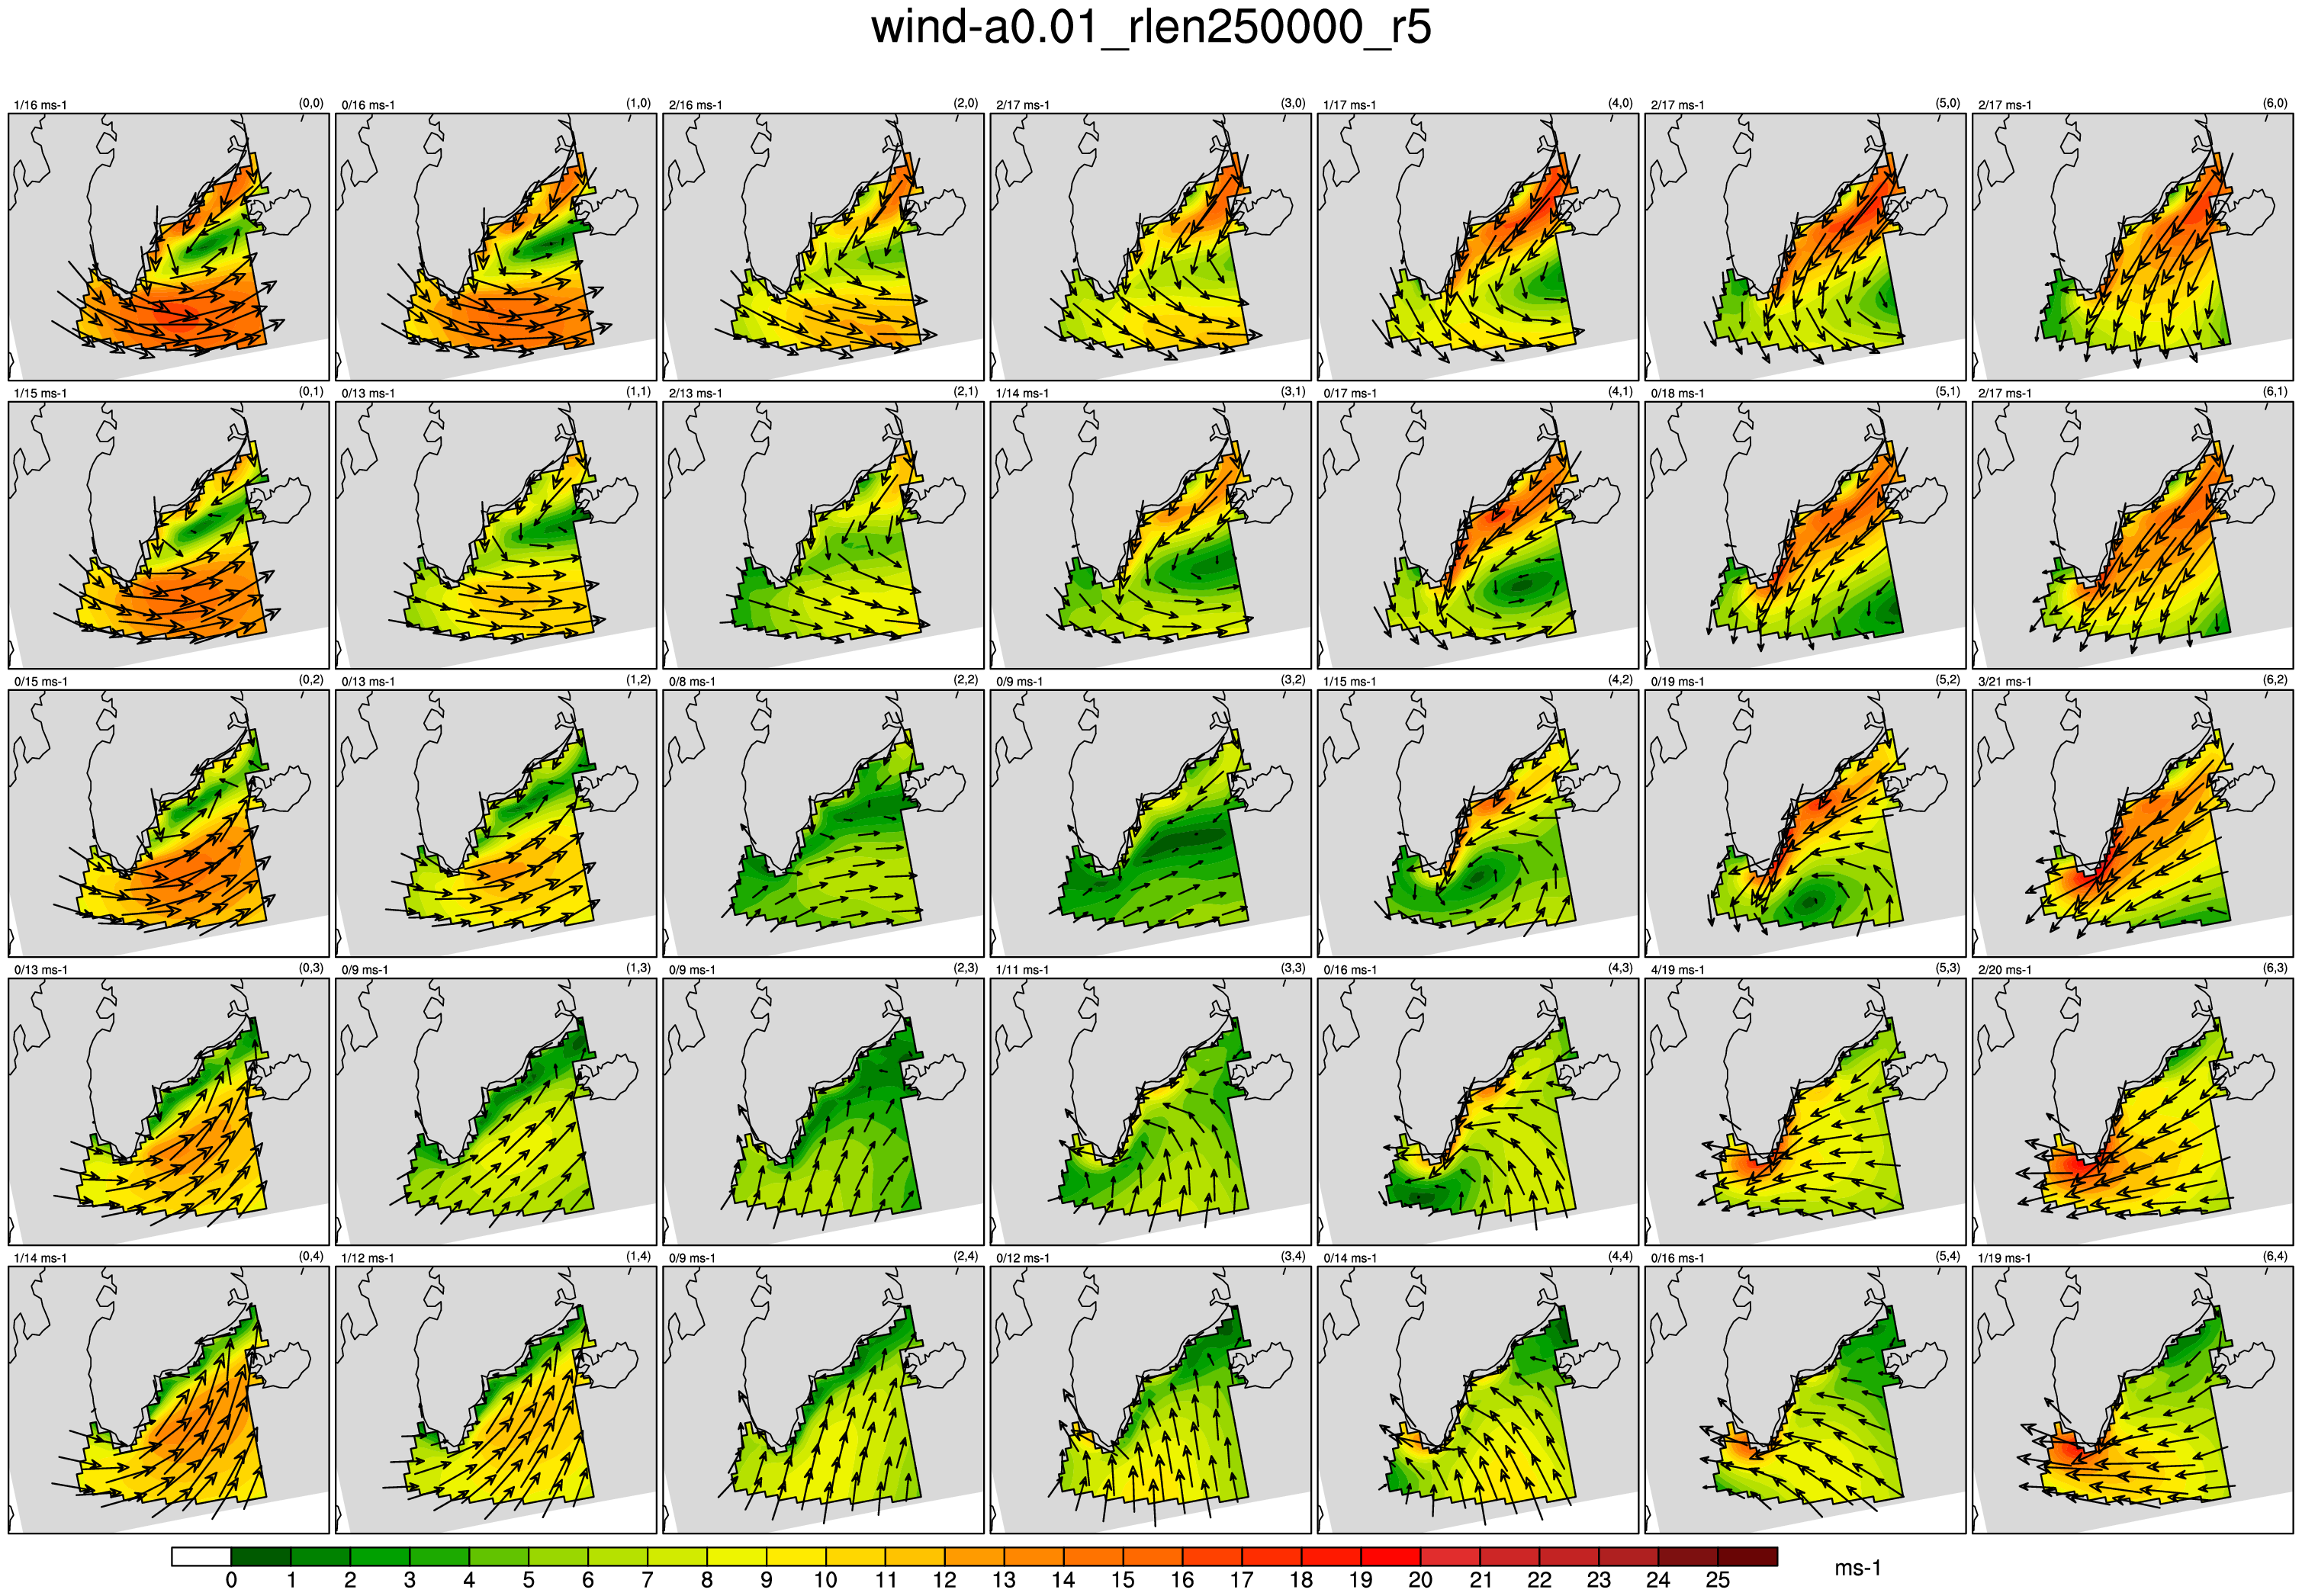 wind-a0.01_rlen250000_r5
1/16 ms-1 (0,0) 0/16 ms-1 (1,0) 2/16 ms-1 (2,0) 2/17 ms-1 (3,0) 1/17 ms-1 (4,0) 2/17 ms-1 (5,0) 2/17 ms-1 (6,0)
1/15 ms-1 (0,1) 0/13 ms-1 (1,1) 2/13 ms-1 (2,1) 1/14 ms-1 (3,1) 0/17 ms-1 (4,1) 0/18 ms-1 (5,1) 2/17 ms-1 (6,1)
0/15 ms-1 (0,2) 0/13 ms-1 (1,2) 0/8 ms-1 (2,2) 0/9 ms-1 (3,2) 1/15 ms-1 (4,2) 0/19 ms-1 (5,2) 3/21 ms-1 (6,2)
0/13 ms-1 (0,3) 0/9 ms-1 (1,3) 0/9 ms-1 (2,3) 1/11 ms-1 (3,3) 0/16 ms-1 (4,3) 4/19 ms-1 (5,3) 2/20 ms-1 (6,3)
1/14 ms-1 (0,4) 1/12 ms-1 (1,4) 0/9 ms-1 (2,4) 0/12 ms-1 (3,4) 0/14 ms-1 (4,4) 0/16 ms-1 (5,4) 1/19 ms-1 (6,4)
0 1 2 3 4 5 6 7 8 9 10 11 12 13 14 15 16 17 18 19 20 21 22 23 24 25 ms-1